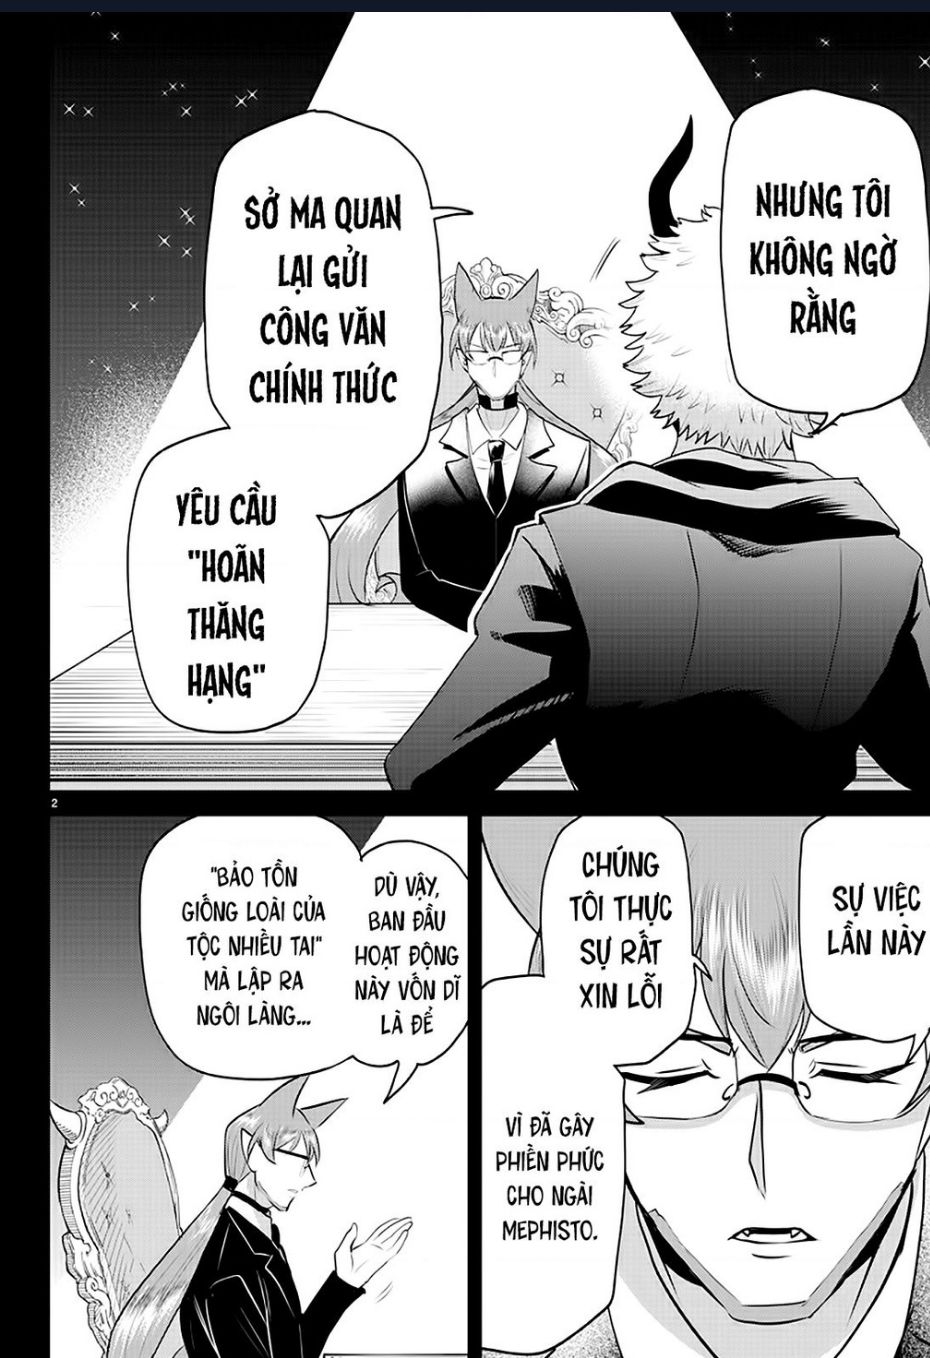 NHƯNG TÔI
KHÔNG NGỜ
RẰNG
SỞ MA QUAN
LẠI GỬI
CÔNG VĂN
CHÍNH THỨC
YÊU CẦU
"HOÃN
THĂNG
HẠNG"
2
SỰ VIỆC
LẦN NÀY
CHÚNG
TÔI THỰC
SỰ RẤT
XIN LỖI
VÌ ĐÃ GÂY
PHIỀN PHỨC
CHO NGÀI
MEPHISTO.
DÙ VẬY,
BAN ĐẦU
HOẠT ĐỘNG
NÀY VỐN DĨ
LÀ ĐỂ
"BẢO TỒN
GIỐNG LOÀI CỦA
TỘC NHIỀU TAI"
MÀ LẬP RA
NGÔI LÀNG...